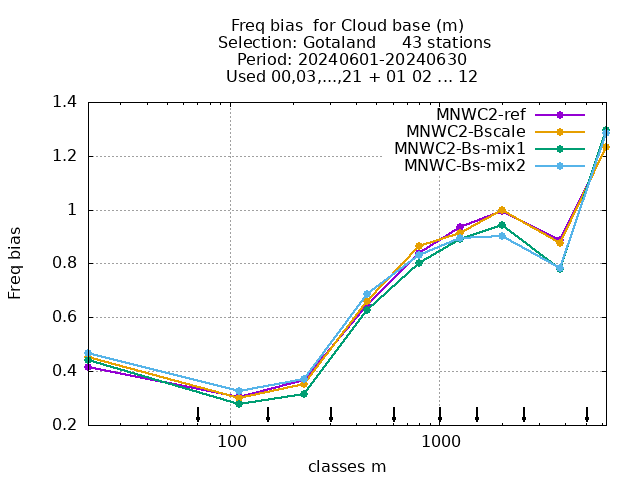 Freq bias  for Cloud base (m)
Selection: Gotaland     43 stations
Period: 20240601-20240630
Used 00,03,...,21 + 01 02 ... 12
MNWC2-ref
MNWC2-Bscale
MNWC2-Bs-mix1
MNWC-Bs-mix2
Freq bias
1.4
1.2
1
0.8
0.6
0.4
0.2
100
1000
classes m